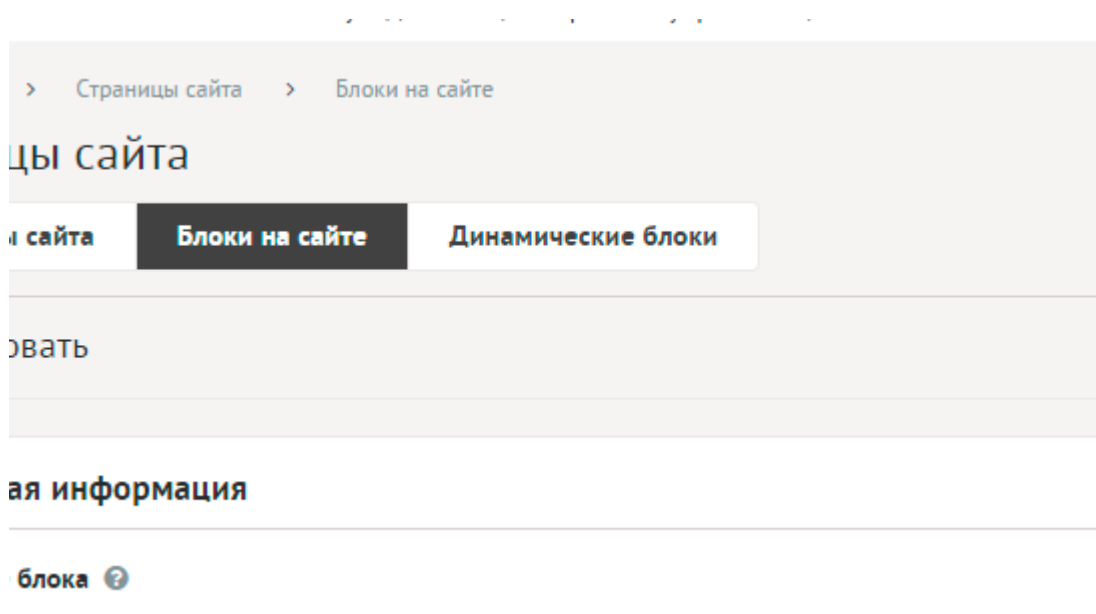 > Страницы сайта > Блоки на сайте
цы сайта
ы сайта Блоки на сайте Динамические блоки
овать
ая информация
блока